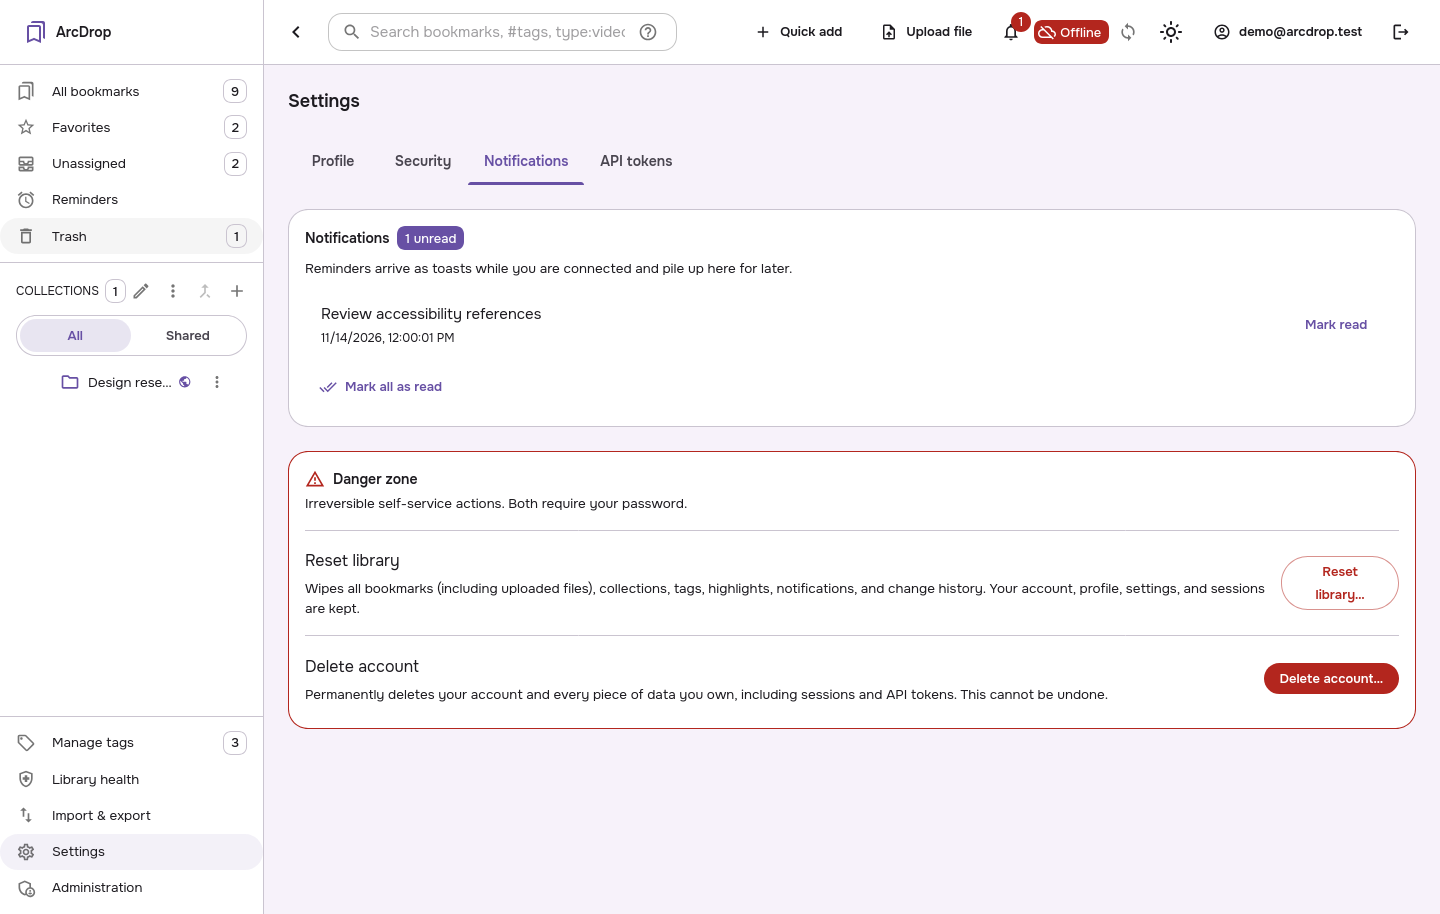 ArcDrop
Search bookmarks, #tags, type:video
Quick add
Upload file
1
Offline
demo@arcdrop.test
All bookmarks 9
Favorites 2
Unassigned 2
Reminders
Trash 1
COLLECTIONS 1
All Shared
Design rese...
Manage tags 3
Library health
Import & export
Settings
Administration
Settings
Profile Security Notifications API tokens
Notifications 1 unread
Reminders arrive as toasts while you are connected and pile up here for later.
Review accessibility references
11/14/2026, 12:00:01 PM
Mark read
Mark all as read
Danger zone
Irreversible self-service actions. Both require your password.
Reset library
Wipes all bookmarks (including uploaded files), collections, tags, highlights, notifications, and change history. Your account, profile, settings, and sessions
are kept.
Reset
library...
Delete account
Permanently deletes your account and every piece of data you own, including sessions and API tokens. This cannot be undone.
Delete account...